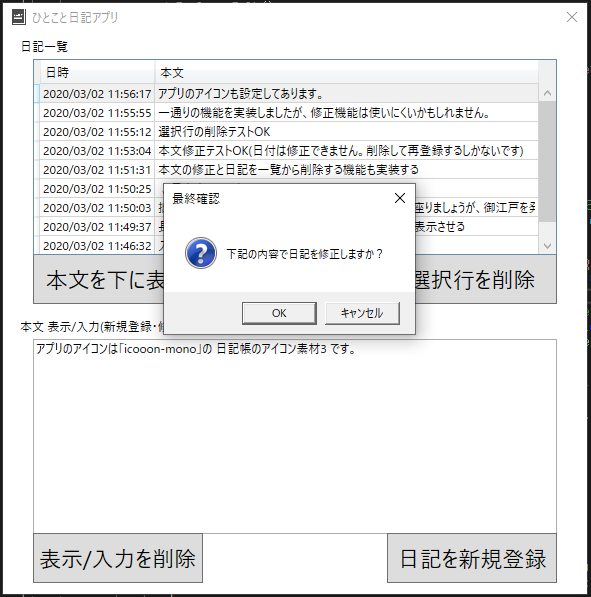 ひとこと日記アプリ
日記一覧
日時 本文
2020/03/02 11:56:17 アプリのアイコンも設定してあります。
2020/03/02 11:55:55 一通りの機能を実装しましたが、修正機能は使いにくいかもしれません。
2020/03/02 11:55:12 選択行の削除テストOK
2020/03/02 11:53:04 本文修正テストOK(日付は修正できません。削除して再登録するしかないです)
2020/03/02 11:51:31 本文の修正と日記を一覧から削除する機能も実装する
2020/03/02 11:50:25
2020/03/02 11:50:03 座りましょうが、御江戸を
2020/03/02 11:49:37 表示させる
2020/03/02 11:46:32
最終確認
下記の内容で日記を修正しますか？
OK キャンセル
本文を下に表 選択行を削除
本文 表示/入力(新規登録・修
アプリのアイコンは「icooon-mono」の 日記帳のアイコン素材3 です。
表示/入力を削除 日記を新規登録